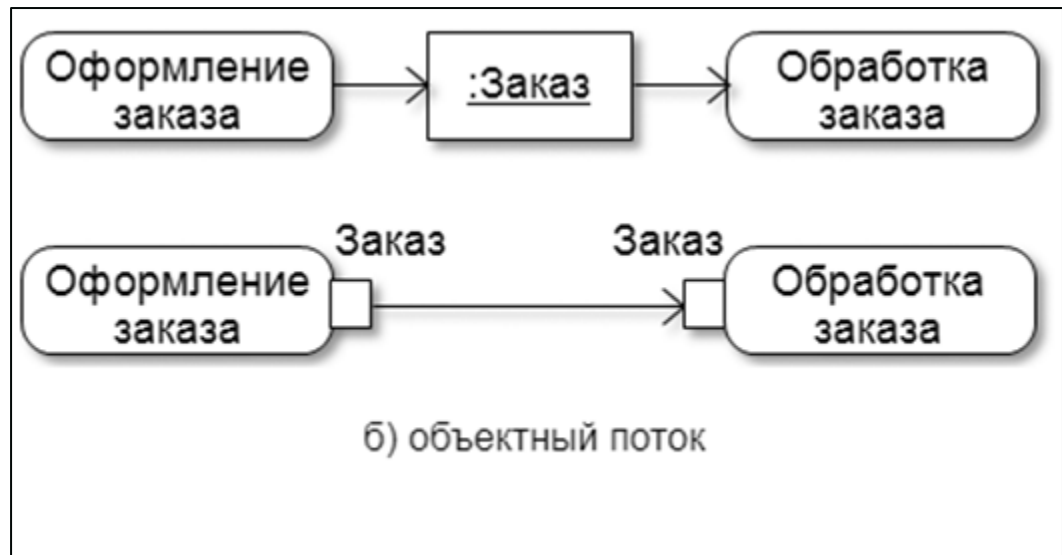 Оформление
заказа
:Заказ
Обработка
заказа
Заказ
Заказ
Оформление
заказа
Обработка
заказа
б) объектный поток